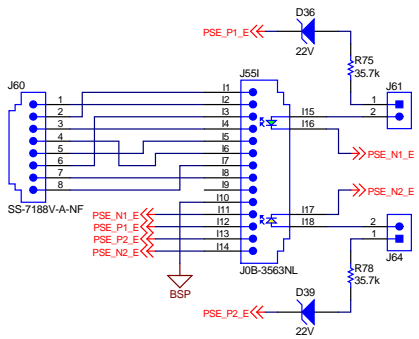 D36
PSE_P1_E
22V
R75
35.7k
J60
J55I
J61
1
2
3
4
5
6
7
8
I1
I2
I3
I4
I5
I6
I7
I8
I9
I10
I11
I12
I13
I14
I15
I16
I17
I18
1
2
PSE_N1_E
PSE_N2_E
SS-7188V-A-NF
PSE_N1_E
PSE_P1_E
PSE_P2_E
PSE_N2_E
2
1
J64
BSP
J0B-3563NL
R78
35.7k
D39
PSE_P2_E
22V